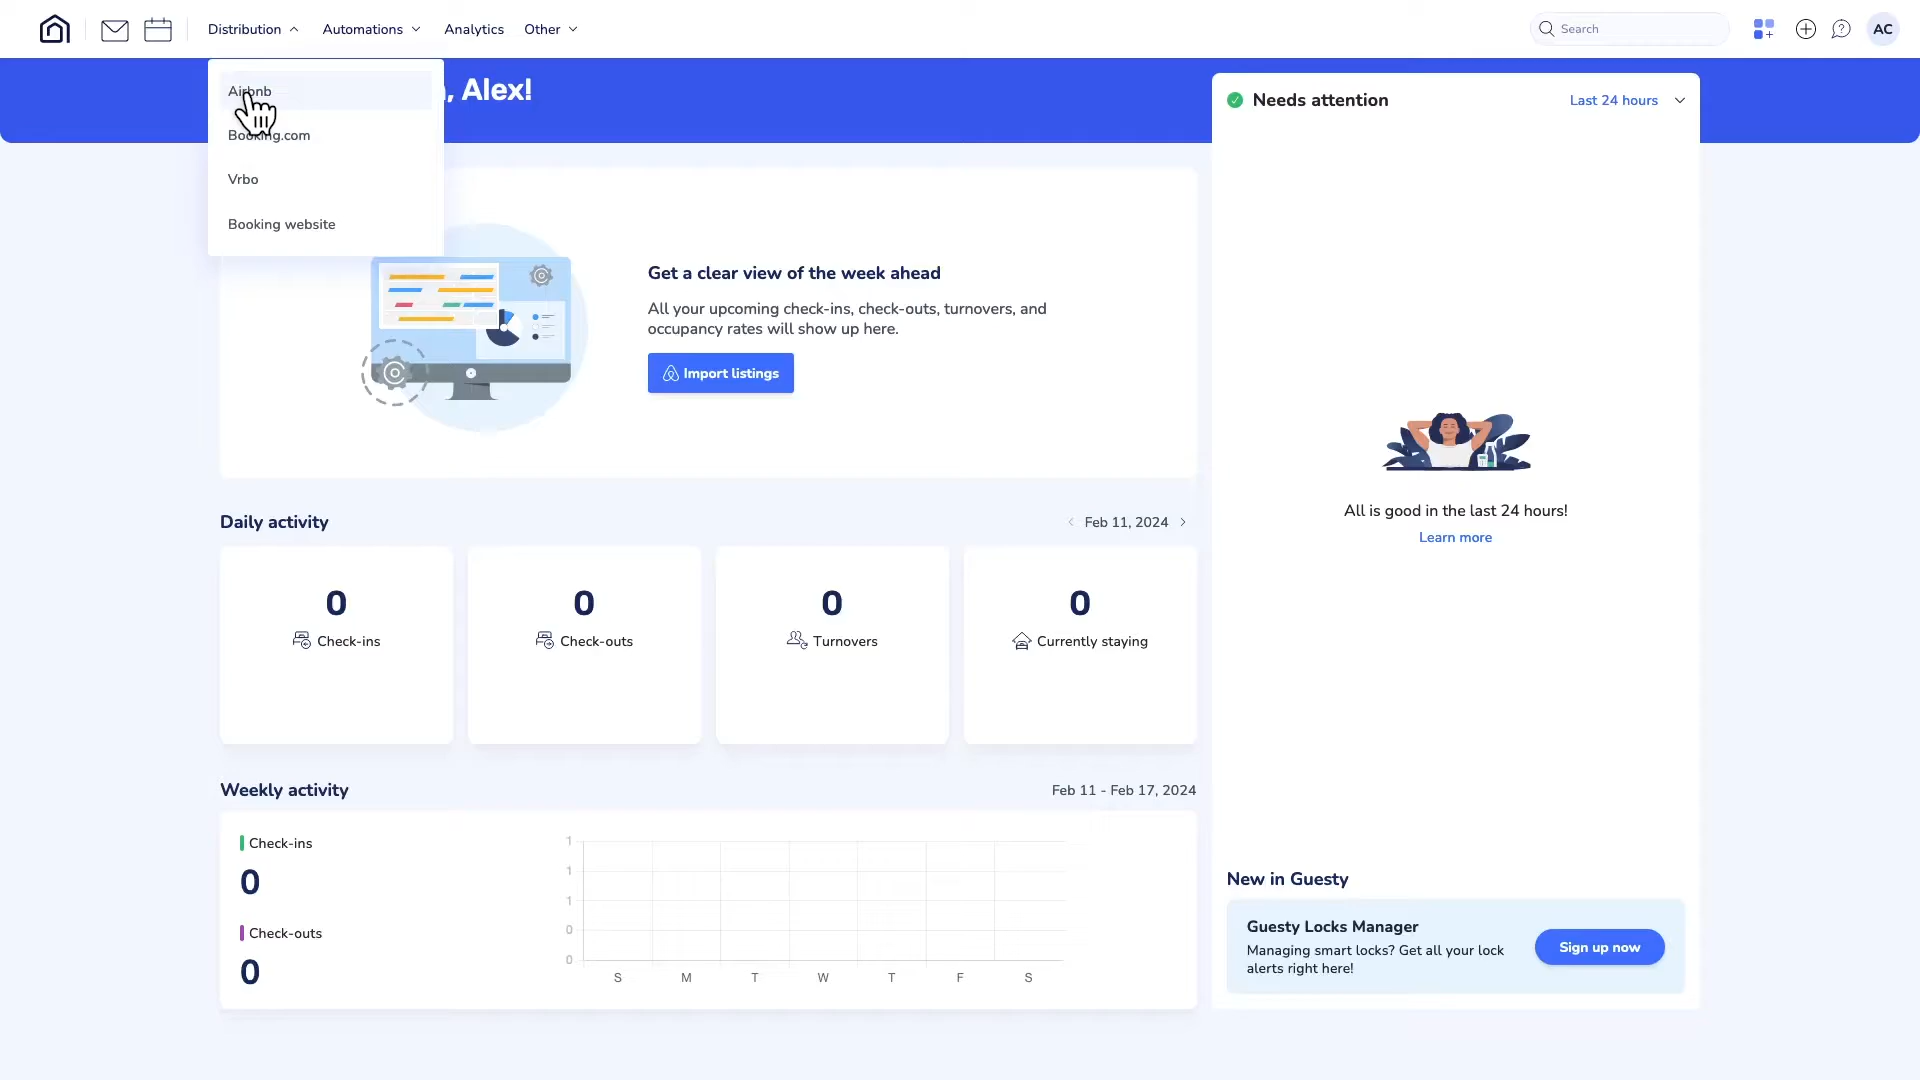 Distribution
Automations
Analytics
Other
Search
AC
Airbnb
Booking.com
Vrbo
Booking website
, Alex!
Get a clear view of the week ahead
All your upcoming check-ins, check-outs, turnovers, and
occupancy rates will show up here.
Import listings
Daily activity
Feb 11, 2024
0
Check-ins
0
Check-outs
0
Turnovers
0
Currently staying
Weekly activity
Feb 11 - Feb 17, 2024
Check-ins
0
Check-outs
0
1
1
1
0
0
S M T W T F S
Needs attention
Last 24 hours
All is good in the last 24 hours!
Learn more
New in Guesty
Guesty Locks Manager
Managing smart locks? Get all your lock
alerts right here!
Sign up now